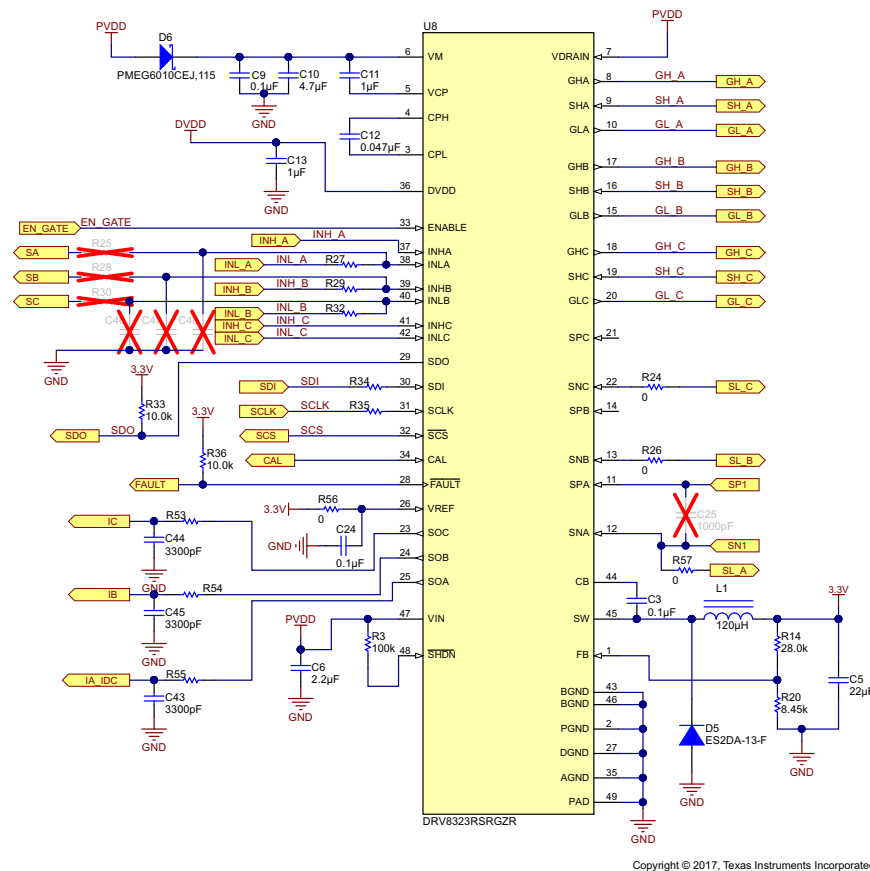 U8
PVDD
D6
PMEG6010CEJ,115
C9
0.1µF
C10
4.7µF
C11
1µF
GND
6 VM
5 VCP
4 CPH
C12
0.047µF
3 CPL
DVDD
C13
1µF
GND
36 DVDD
EN_GATE EN_GATE 33 ENABLE
INH_A INH_A 37 INHA
SA R25
INL_A INL_A R27 38 INLA
SB R28
INH_B INH_B R29 39 INHB
SC R30 40 INLB
INL_B INL_B R32
INH_C INH_C 41 INHC
INL_C INL_C 42 INLC
GND
29 SDO
3.3V
R33
10.0k
SDO SDO
SDI SDI R34 30 SDI
SCLK SCLK R35 31 SCLK
3.3V
SCS SCS 32 SCS
R36
10.0k
CAL 34 CAL
FAULT 28 FAULT
3.3V R56
0
26 VREF
IC R53 23 SOC
C44
3300pF
GND
GND C24
0.1µF
24 SOB
IB R54
C45
3300pF
GND
25 SOA
IA_IDC R55
C43
3300pF
GND
PVDD
47 VIN
R3
100k
C6
2.2µF
GND
48 SHDN
PVDD
VDRAIN 7
GHA 8 GH_A GH_A
SHA 9 SH_A SH_A
GLA 10 GL_A GL_A
GHB 17 GH_B GH_B
SHB 16 SH_B SH_B
GLB 15 GL_B GL_B
GHC 18 GH_C GH_C
SHC 19 SH_C SH_C
GLC 20 GL_C GL_C
SPC 21
SNC 22 R24 SL_C
0
SPB 14
SNB 13 R26 SL_B
0
SPA 11 SP1
C25
1000pF
SNA 12 SN1
R57 SL_A
0
CB 44
C3
0.1µF
L1
120µH
3.3V
SW 45
R14
28.0k
FB 1
R20
8.45k
C5
22µF
BGND 43
BGND 46
PGND 2
D5
ES2DA-13-F
GND
DGND 27
GND
AGND 35
PAD 49
GND
DRV8323RSRGZR
Copyright © 2017, Texas Instruments Incorporated